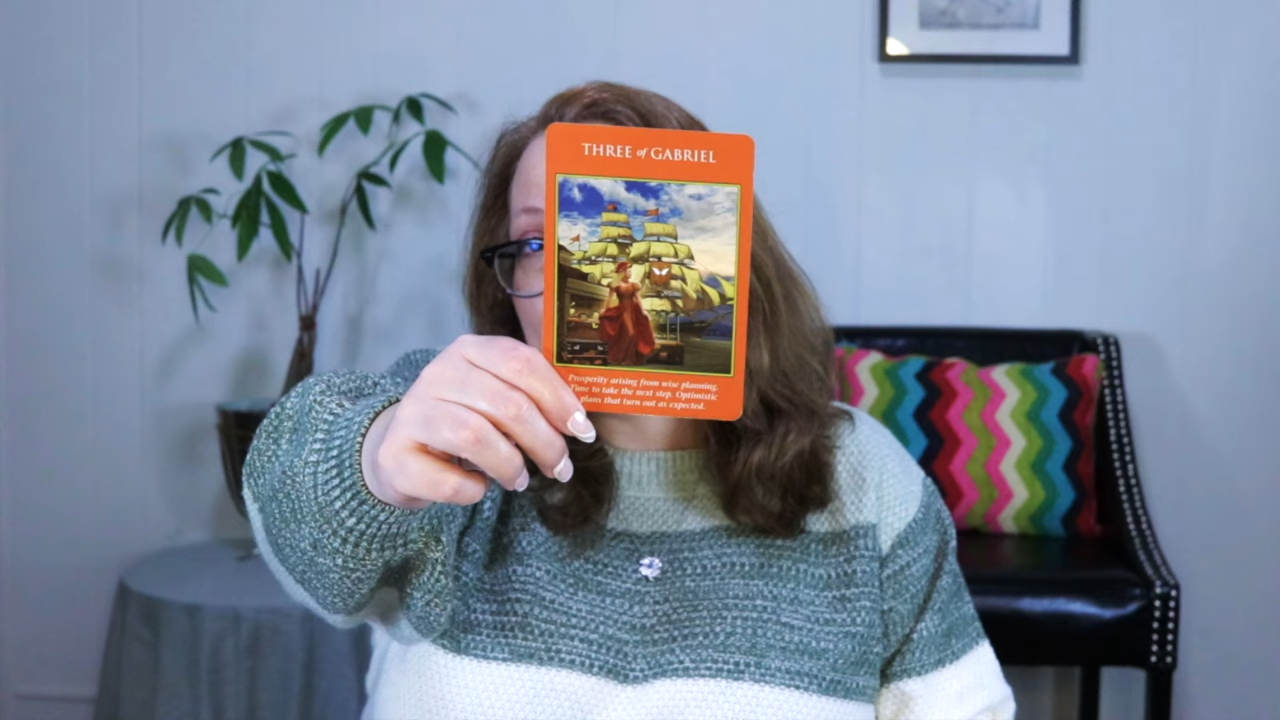 THREE of GABRIEL
Prosperity arising from wise planning.
Time to take the next step. Optimistic
plans that turn out as expected.